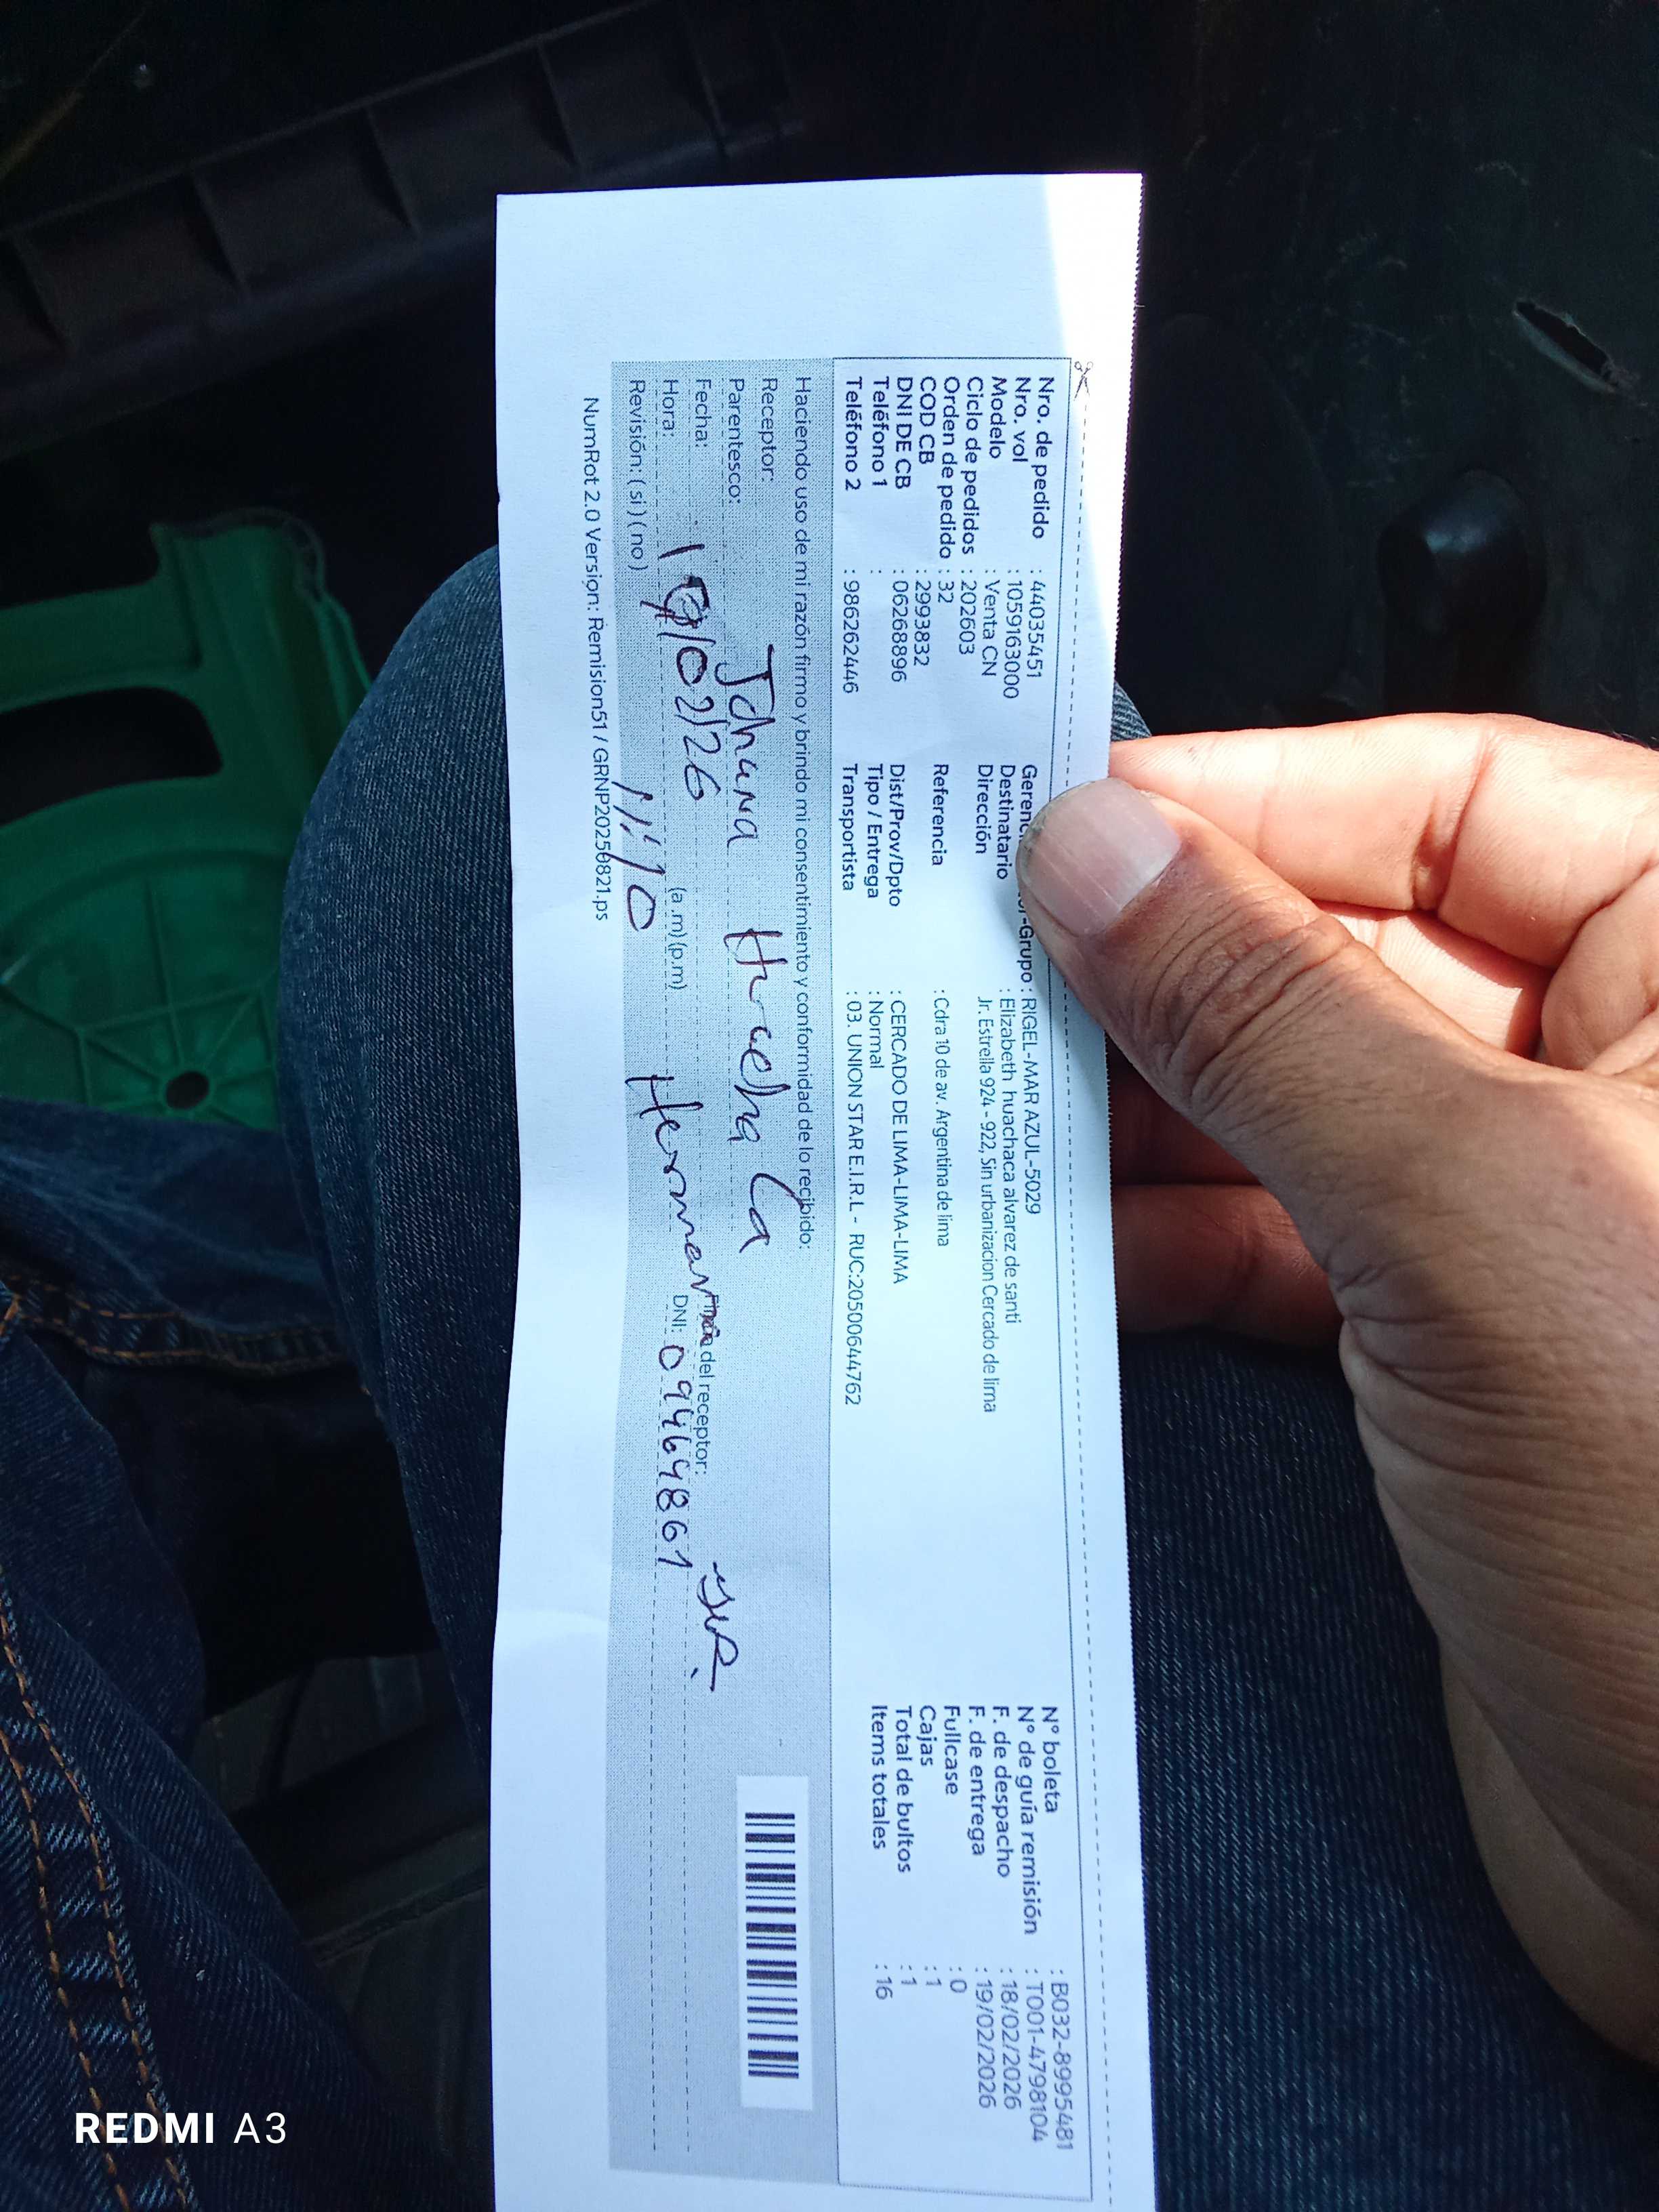 Nro. de pedido : 44035451
Nro. vol : 1059163000
Modelo : Venta CN
Ciclo de pedidos : 202603
Orden de pedido : 32
COD CB : 2993832
DNI DE CB : 06268896
Teléfono 1 :
Teléfono 2 : 986262446
-Grupo : RIGEL-MAR AZUL-5029
Destinatario : Elizabeth huachaca alvarez de santi
Dirección Jr. Estrella 924 - 922, Sin urbanizacion Cercado de lima
Referencia : Cdra 10 de av. Argentina de lima
Dist/Prov/Dpto : CERCADO DE LIMA-LIMA-LIMA
Tipo / Entrega : Normal
Transportista : 03. UNION STAR E.I.R.L - RUC:20500644762
N° boleta : B032-8995481
N° de guía remisión : T001-4798104
F. de despacho : 18/02/2026
F. de entrega : 19/02/2026
Fullcase : 0
Cajas : 1
Total de bultos : 1
Items totales : 16
Haciendo uso de mi razón firmo y brindo mi consentimiento y conformidad de lo recibido:
Receptor:
Parentesco:
Fecha: /02/26
Hora: 11:10 (a .m) (p.m)
Revisión: ( si ) ( no )
del receptor:
DNI: 09469861
NumRot 2.0 Version: Remision51 / GRNP20250821.ps
REDMI A3